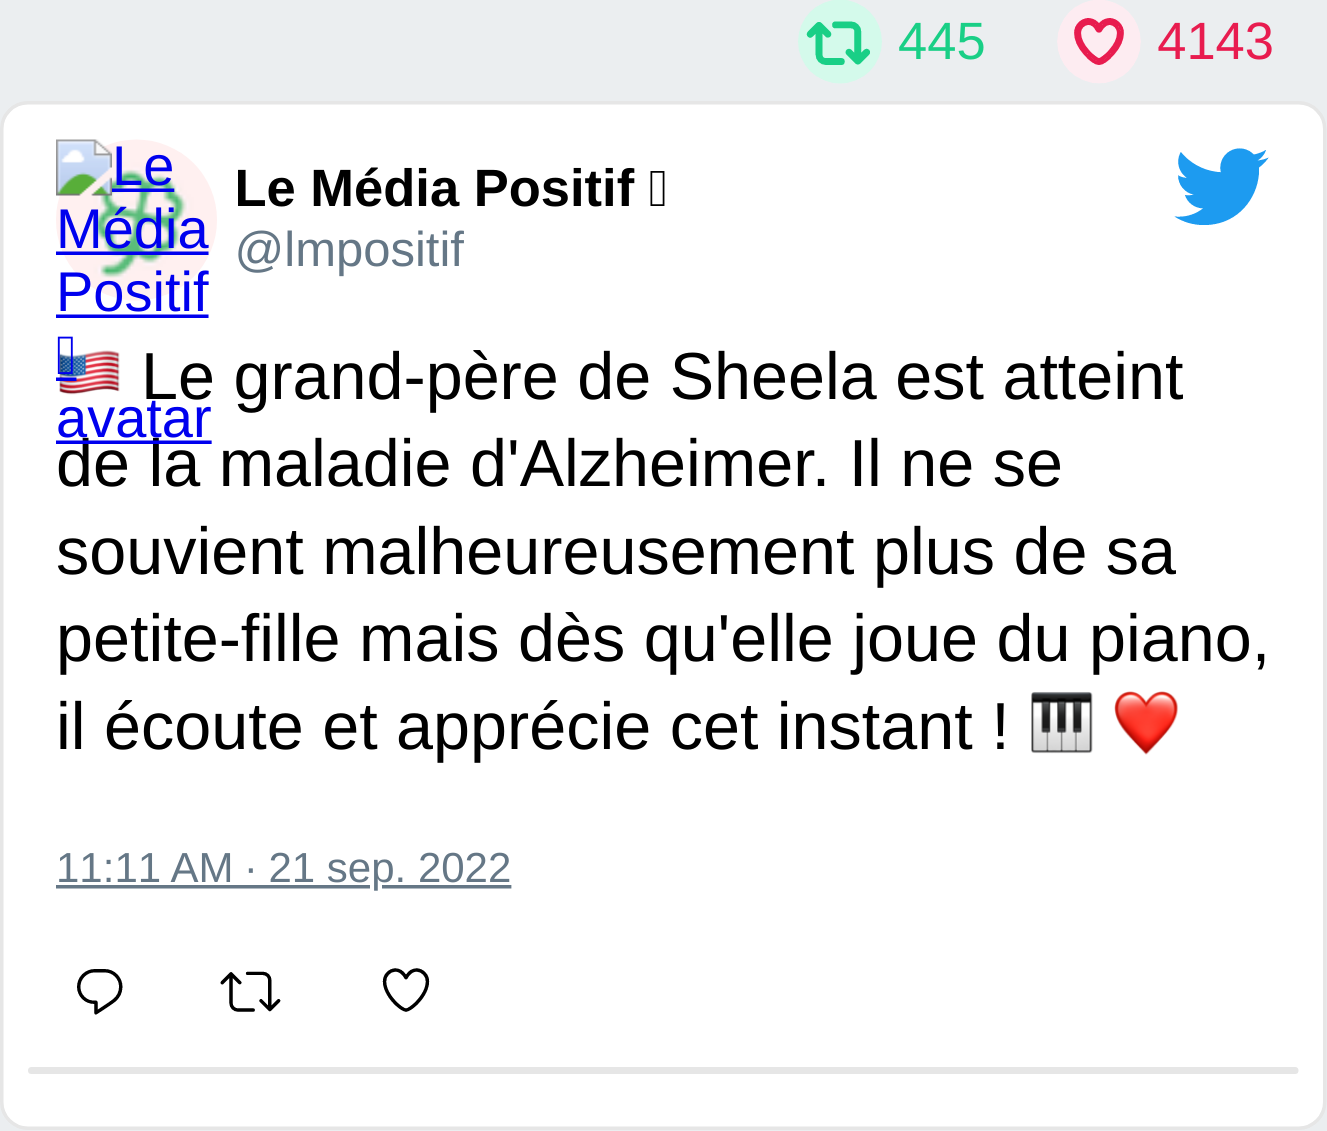 445 4143
Le Média Positif
Le Média Positif
@lmpositif
avatar
🇺🇸 Le grand-père de Sheela est atteint
de la maladie d'Alzheimer. Il ne se
souvient malheureusement plus de sa
petite-fille mais dès qu'elle joue du piano,
il écoute et apprécie cet instant ! 🎹 ❤️
11:11 AM · 21 sep. 2022